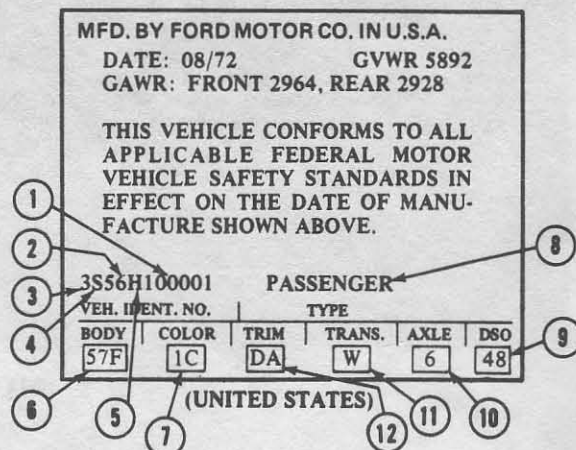 MFD. BY FORD MOTOR CO. IN U.S.A.
DATE: 08/72 GVWR 5892
GAWR: FRONT 2964, REAR 2928
THIS VEHICLE CONFORMS TO ALL
APPLICABLE FEDERAL MOTOR
VEHICLE SAFETY STANDARDS IN
EFFECT ON THE DATE OF MANU-
FACTURE SHOWN ABOVE.
1
2
8
3S56H100001 PASSENGER
3
VEH. IDENT. NO. TYPE
4
BODY COLOR TRIM TRANS. AXLE DSO
57F 1C DA W 6 48
9
6 5 7 (UNITED STATES) 12 11 10